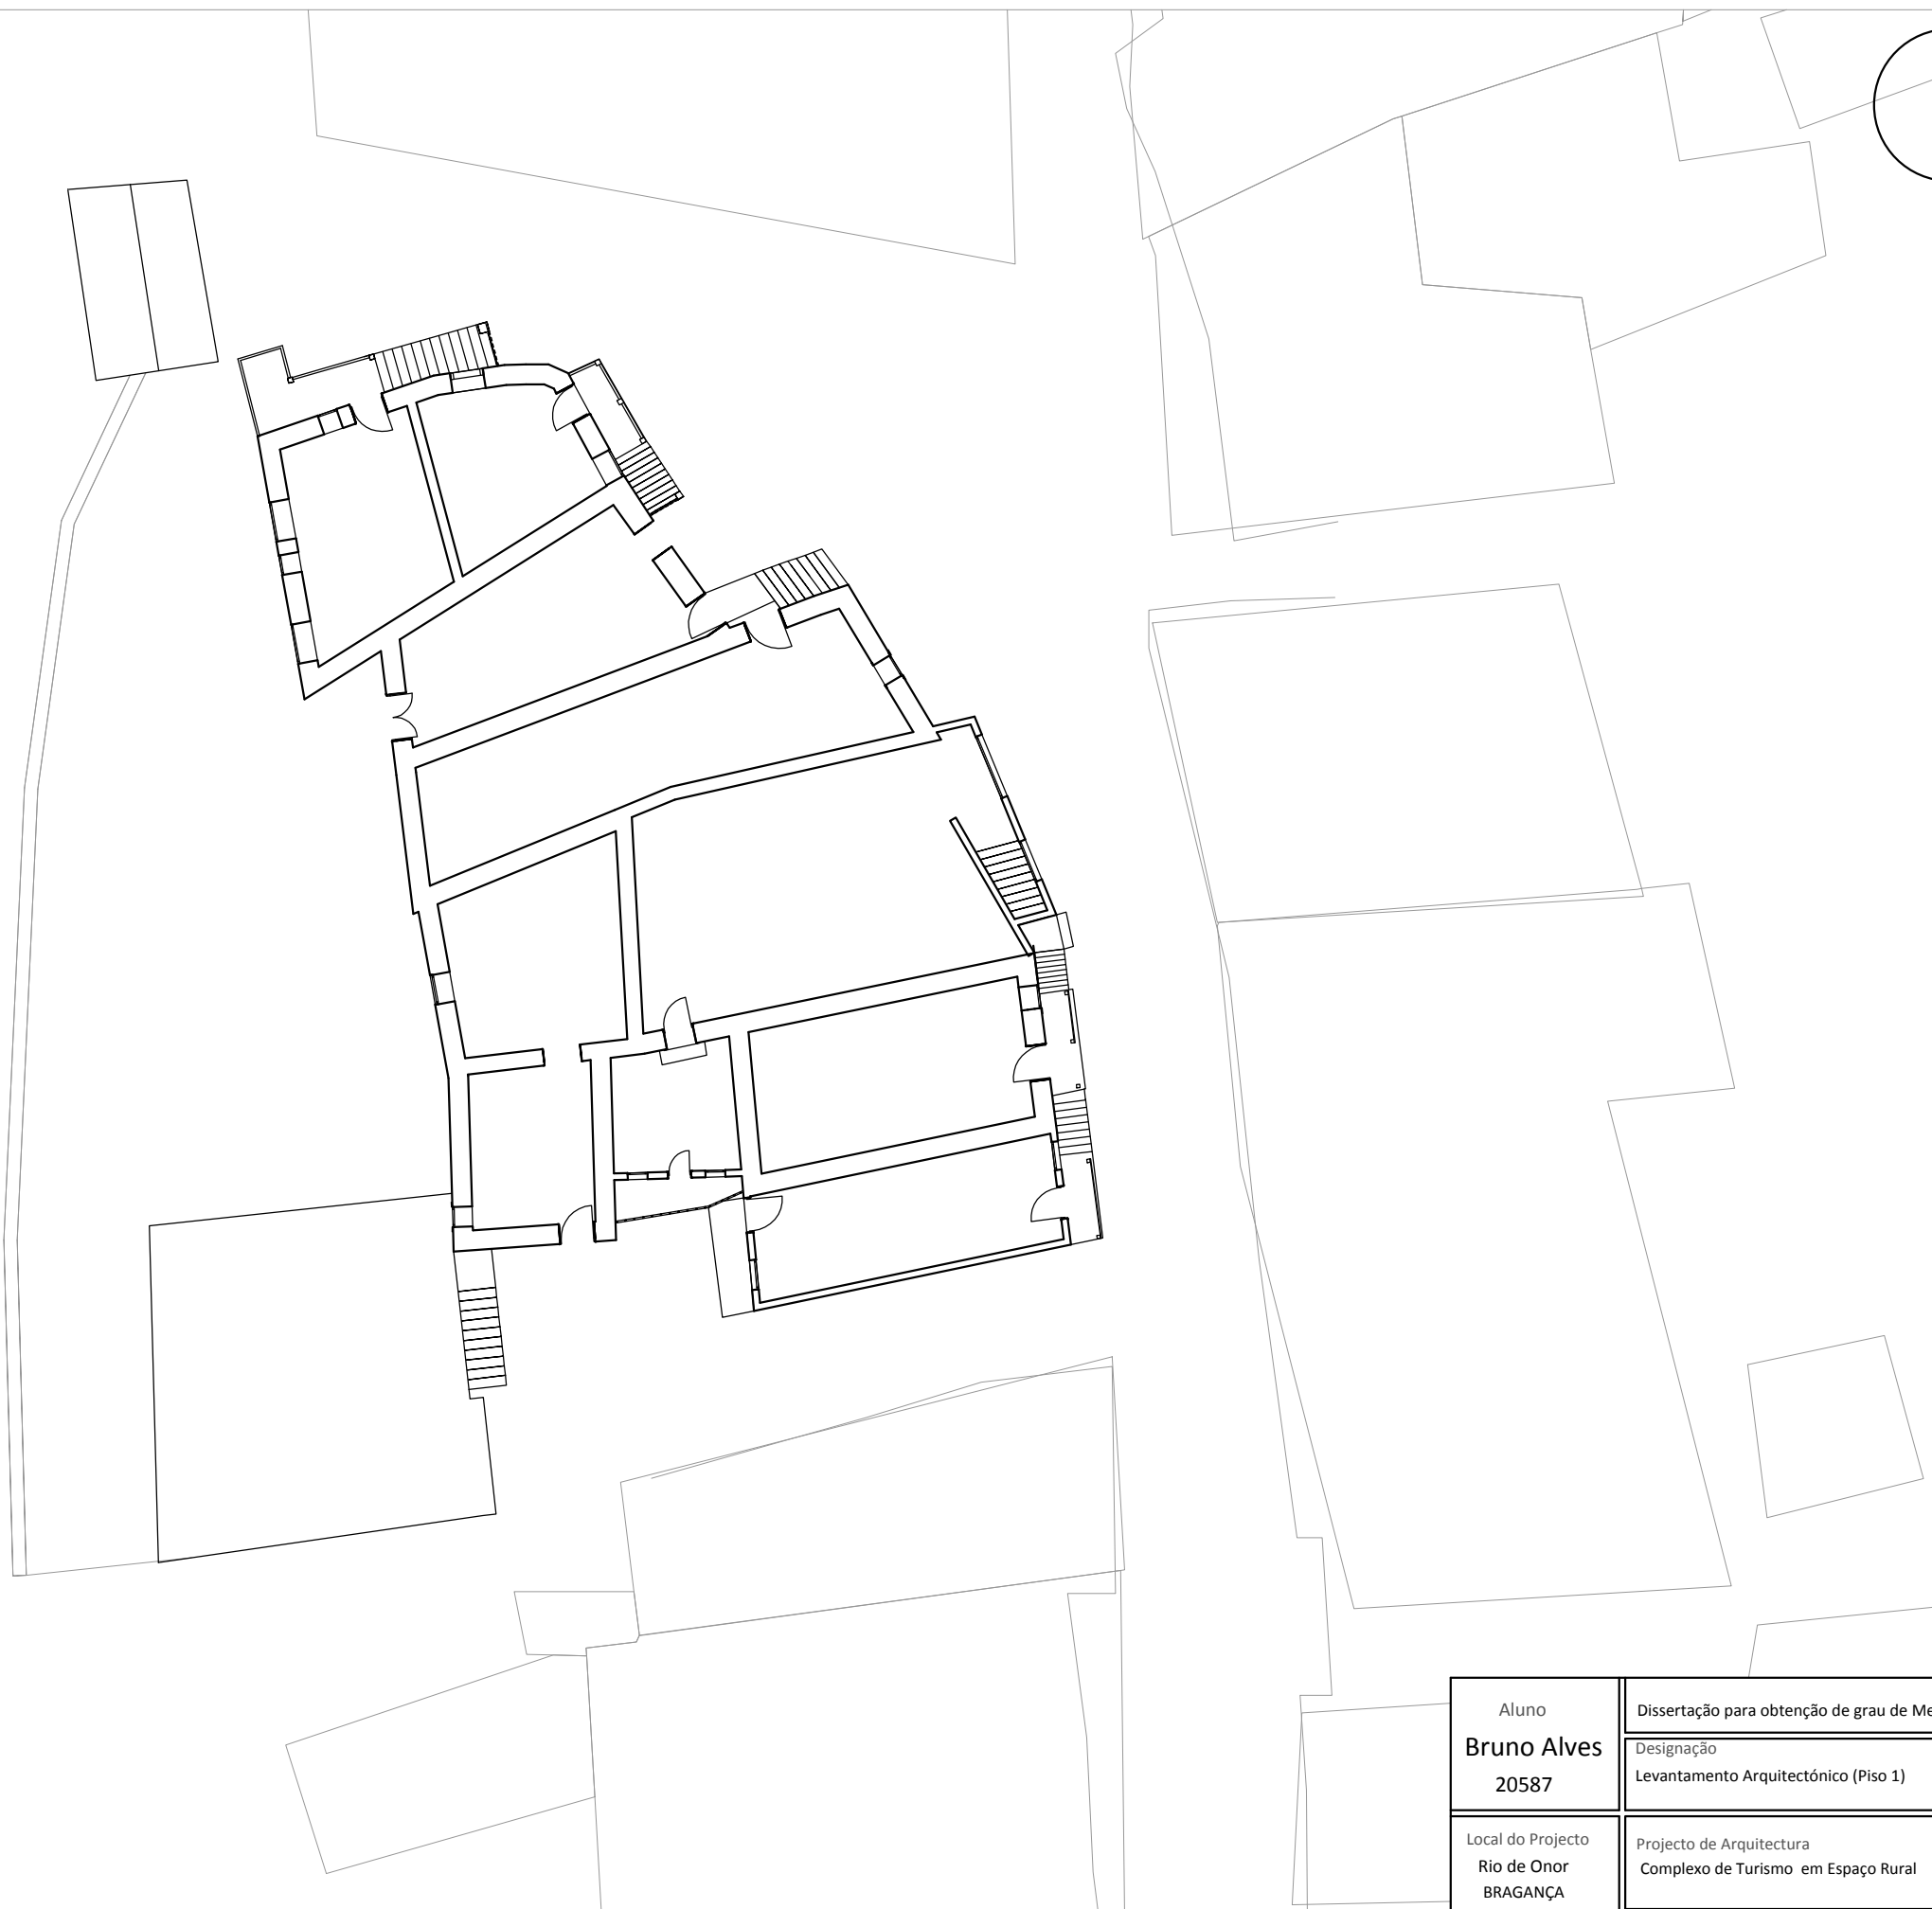 Aluno
Bruno Alves
20587
Dissertação para obtenção de grau de Me
Designação
Levantamento Arquitectónico (Piso 1)
Local do Projecto
Rio de Onor
BRAGANÇA
Projecto de Arquitectura
Complexo de Turismo em Espaço Rural